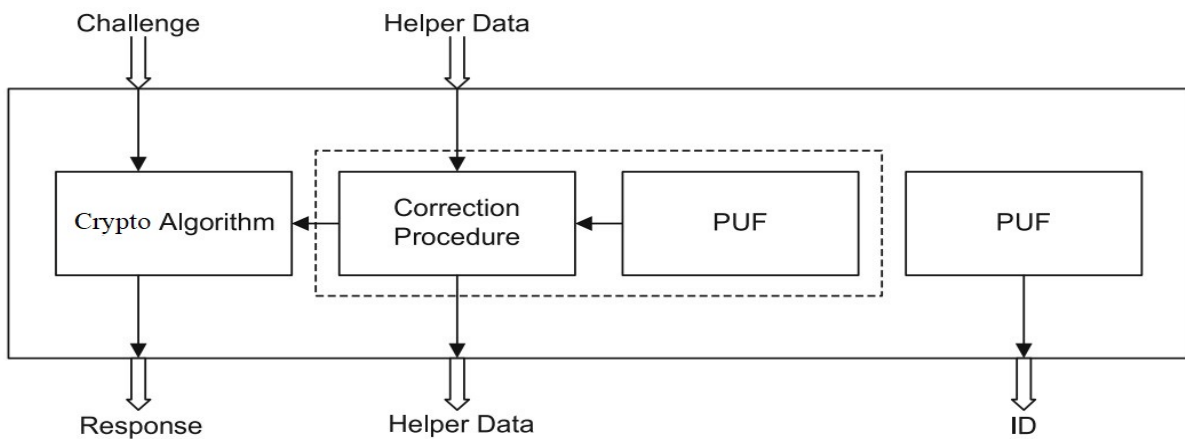 Challenge
Helper Data
Crypto Algorithm
Correction
Procedure
PUF
PUF
Response
Helper Data
ID